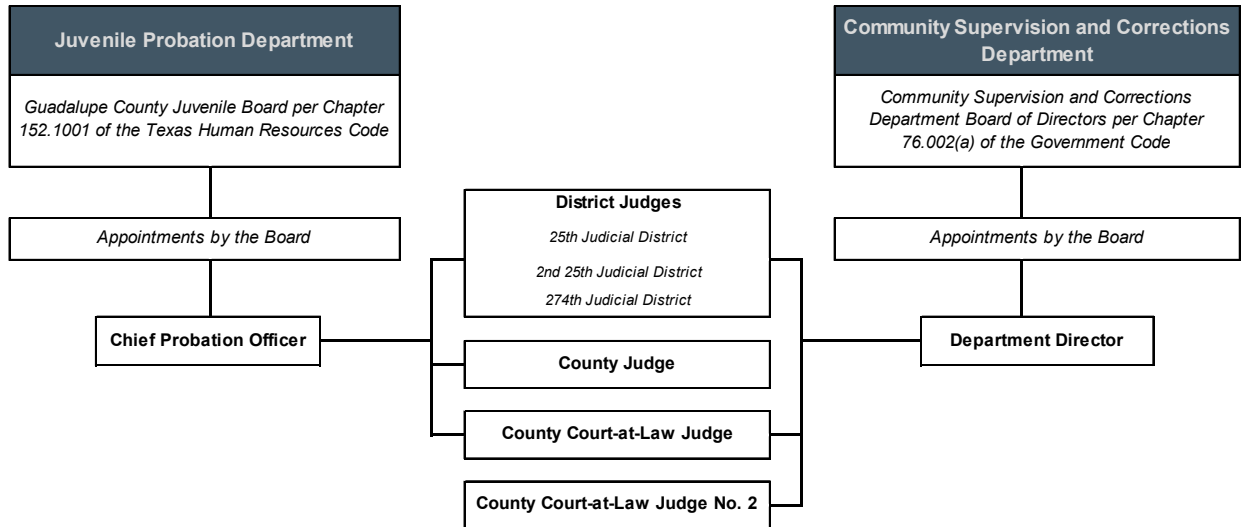 Juvenile Probation Department
Guadalupe County Juvenile Board per Chapter
152.1001 of the Texas Human Resources Code
Appointments by the Board
Chief Probation Officer
District Judges
25th Judicial District
2nd 25th Judicial District
274th Judicial District
County Judge
County Court-at-Law Judge
County Court-at-Law Judge No. 2
Community Supervision and Corrections
Department
Community Supervision and Corrections
Department Board of Directors per Chapter
76.002(a) of the Government Code
Appointments by the Board
Department Director